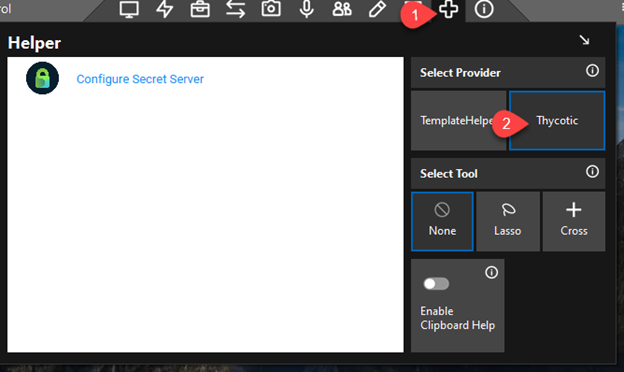 rol
1
Helper
Configure Secret Server
Select Provider
TemplateHelpe
2
Thycotic
Select Tool
None
Lasso
Cross
Enable
Clipboard Help